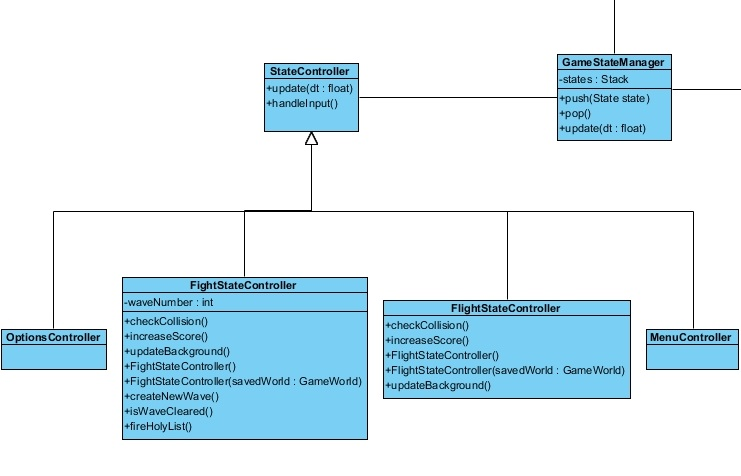 StateController
+update(dt : float)
+handleInput()
GameStateManager
-states : Stack
+push(State state)
+pop()
+update(dt : float)
OptionsController
FightStateController
-waveNumber : int
+checkCollision()
+increaseScore()
+updateBackground()
+FightStateController()
+FightStateController(savedWorld : GameWorld)
+createNewWave()
+isWaveCleared()
+fireHolyList()
FlightStateController
+checkCollision()
+increaseScore()
+FlightStateController()
+FlightStateController(savedWorld : GameWorld)
+updateBackground()
MenuController